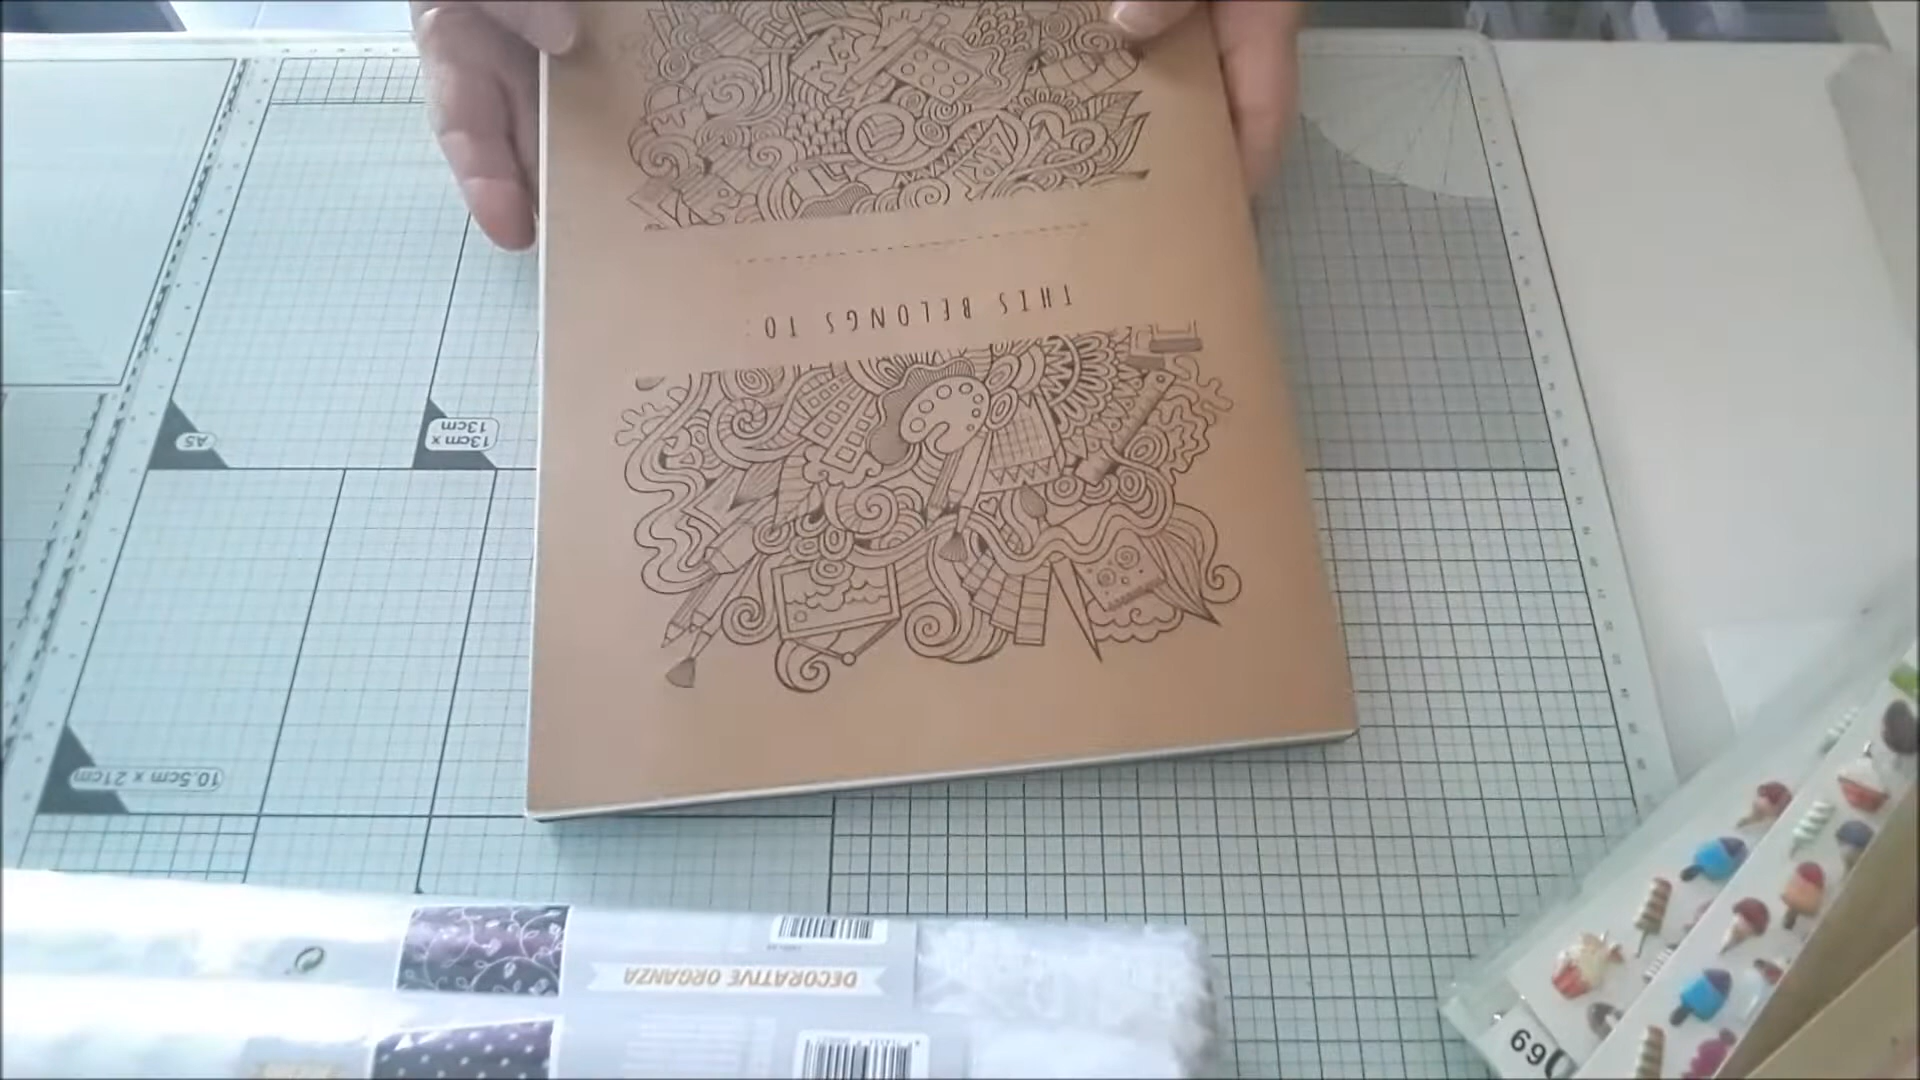 THIS BELONGS TO:
A5
13cm x
13cm
10.5cm x 21cm
DECORATIVE ORGANZA
69